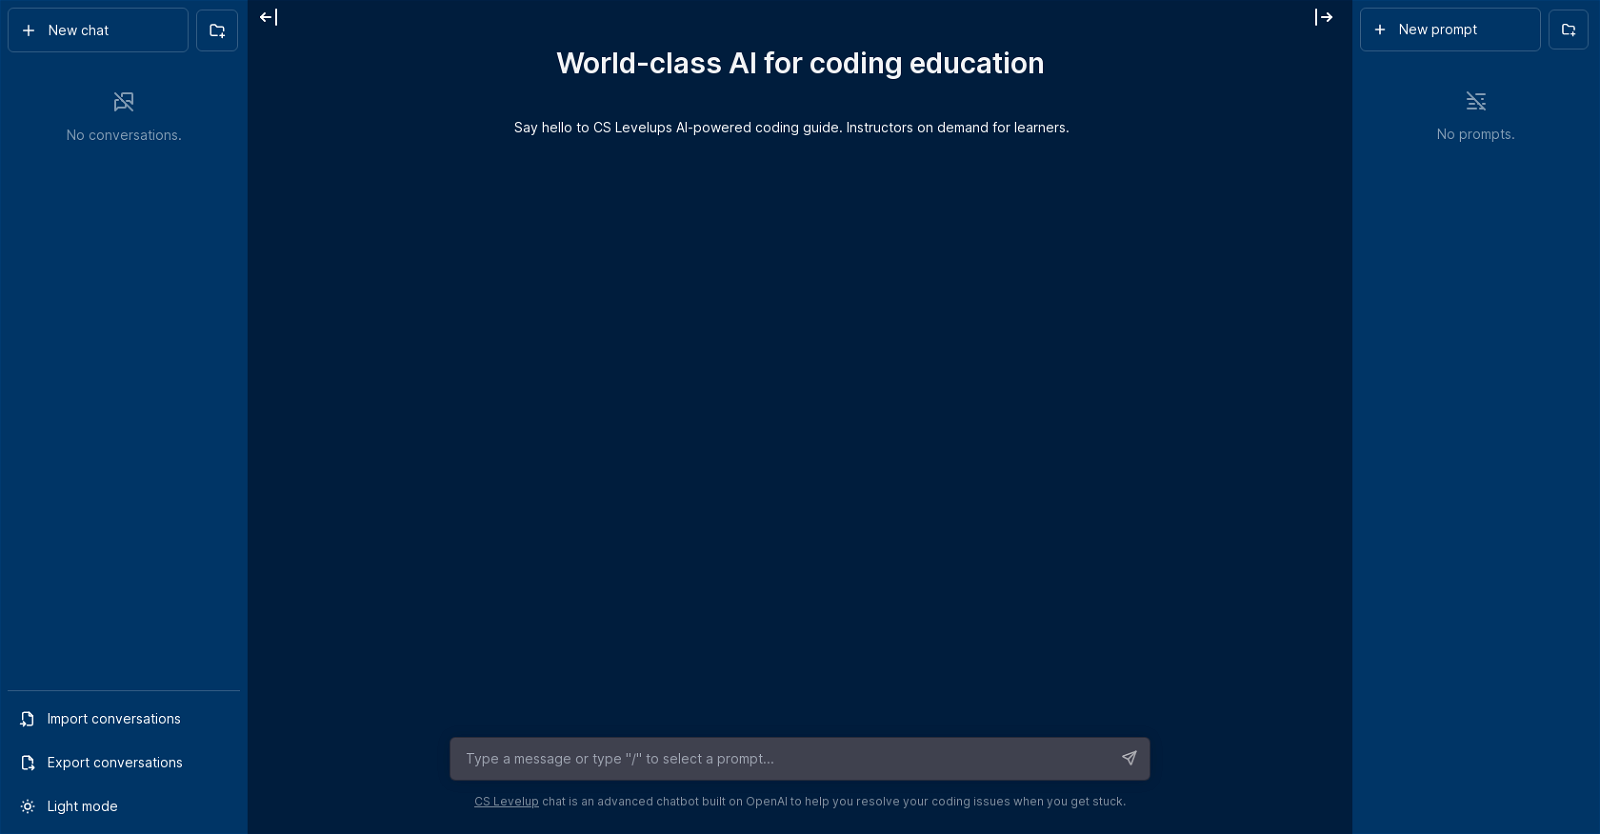 New chat
No conversations.
Import conversations
Export conversations
Light mode
World-class AI for coding education
Say hello to CS Levelups AI-powered coding guide. Instructors on demand for learners.
Type a message or type "/" to select a prompt...
CS Levelup chat is an advanced chatbot built on OpenAI to help you resolve your coding issues when you get stuck.
New prompt
No prompts.